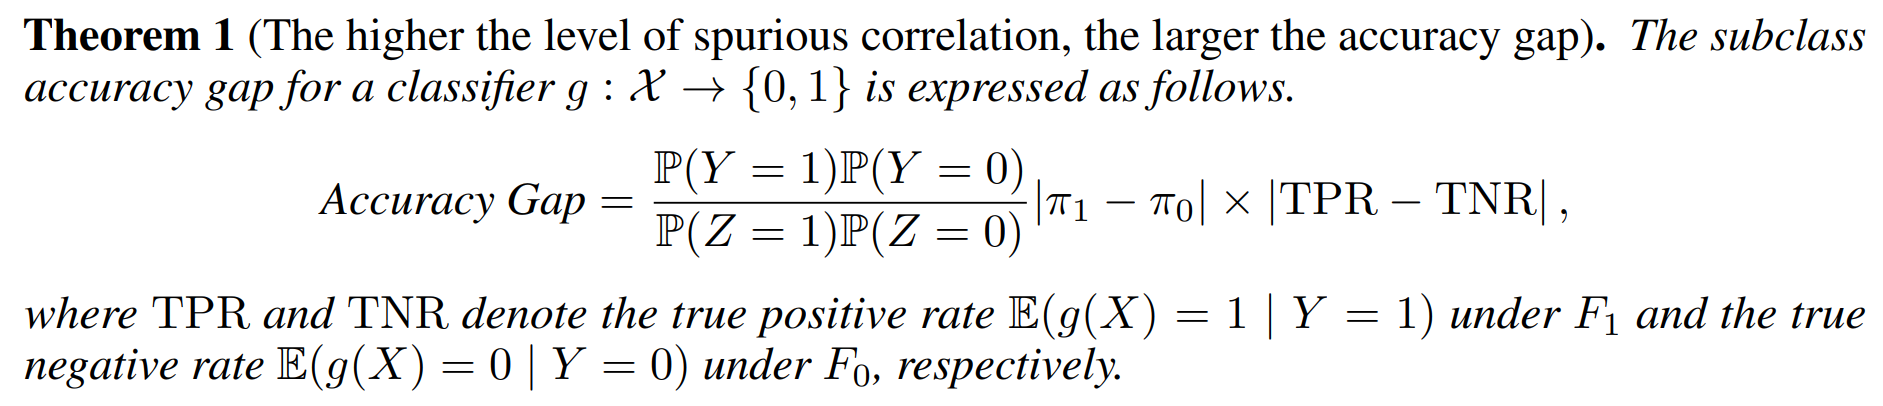 Theorem 1 (The higher the level of spurious correlation, the larger the accuracy gap). The subclass
accuracy gap for a classifier g : 𝒳 → {0, 1} is expressed as follows.
Accuracy Gap = ℙ(Y = 1)ℙ(Y = 0) / ℙ(Z = 1)ℙ(Z = 0) |π₁ − π₀| × |TPR − TNR| ,
where TPR and TNR denote the true positive rate 𝔼(g(X) = 1 | Y = 1) under F₁ and the true
negative rate 𝔼(g(X) = 0 | Y = 0) under F₀, respectively.